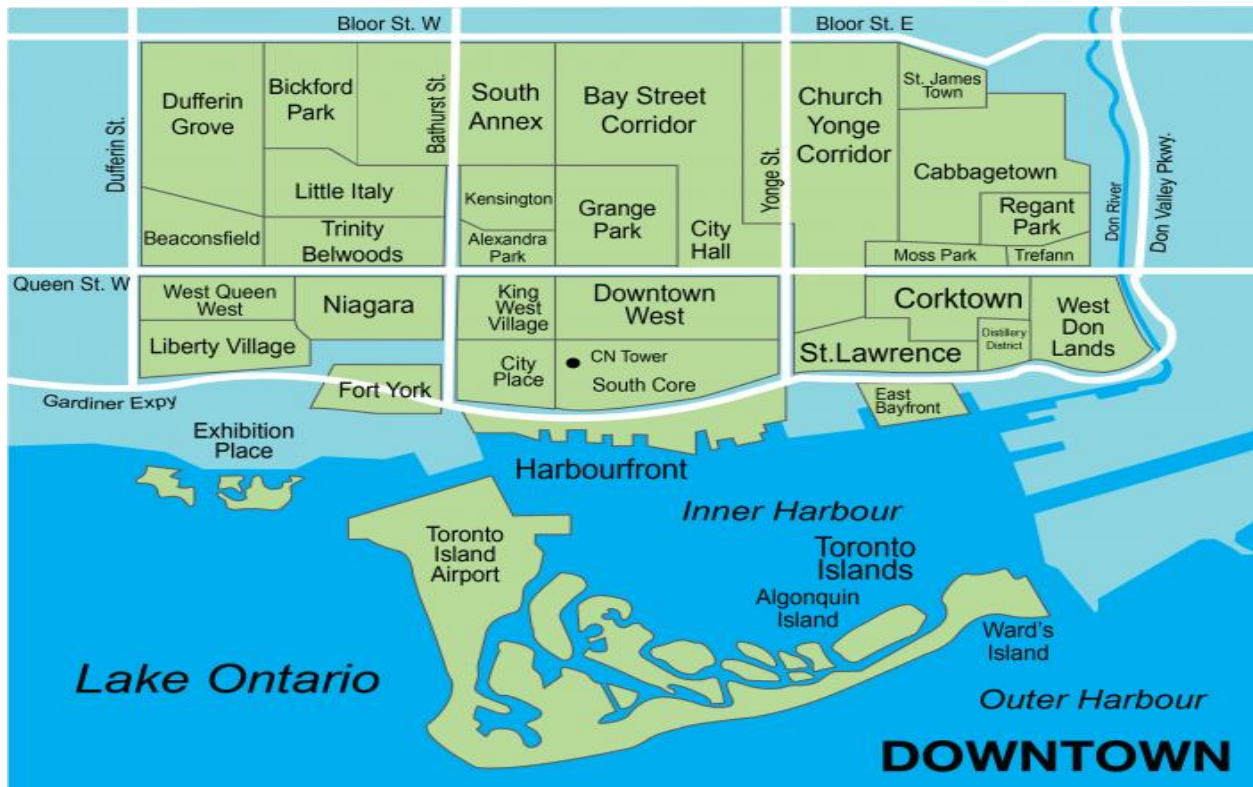 Bloor St. W
Bloor St. E
Dufferin St.
Dufferin
Grove
Bickford
Park
Bathurst St.
South
Annex
Bay Street
Corridor
Yonge St.
Church
Yonge
Corridor
St. James
Town
Cabbagetown
Don River
Don Valley Pkwy.
Little Italy
Kensington
Grange
Park
City
Hall
Regant
Park
Beaconsfield
Trinity
Belwoods
Alexandra
Park
Moss Park
Trefann
Queen St. W
West Queen
West
Niagara
King
West
Village
Downtown
West
Corktown
West
Don
Lands
Liberty Village
City
Place
CN Tower
South Core
St.Lawrence
Distillery
District
Fort York
East
Bayfront
Gardiner Expy
Exhibition
Place
Harbourfront
Inner Harbour
Toronto
Island
Airport
Toronto
Islands
Algonquin
Island
Ward's
Island
Lake Ontario
Outer Harbour
DOWNTOWN